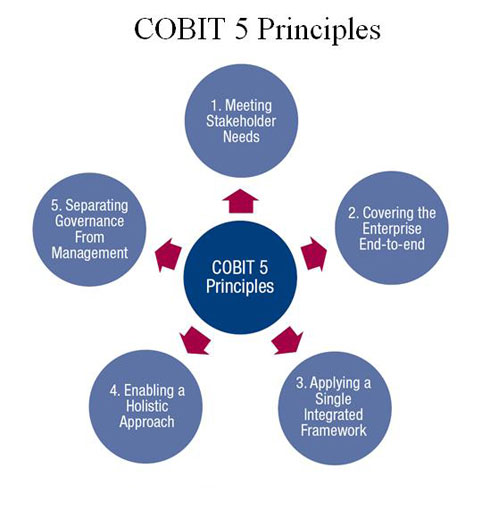 COBIT 5 Principles
1. Meeting
Stakeholder
Needs
2. Covering the
Enterprise
End-to-end
3. Applying a
Single
Integrated
Framework
4. Enabling a
Holistic
Approach
5. Separating
Governance
From
Management
COBIT 5
Principles